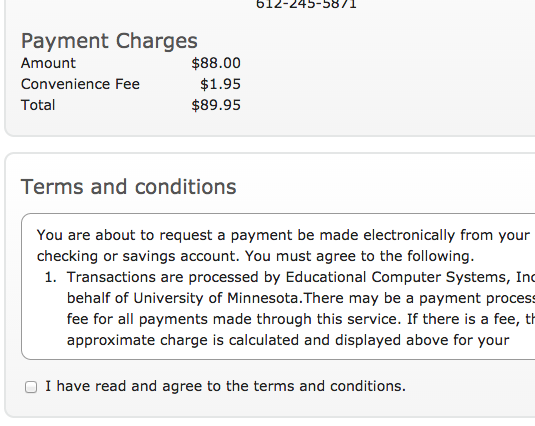 612-245-5871
Payment Charges
Amount $88.00
Convenience Fee $1.95
Total $89.95
Terms and conditions
You are about to request a payment be made electronically from your
checking or savings account. You must agree to the following.
1. Transactions are processed by Educational Computer Systems, Inc
behalf of University of Minnesota.There may be a payment process
fee for all payments made through this service. If there is a fee, th
approximate charge is calculated and displayed above for your
I have read and agree to the terms and conditions.